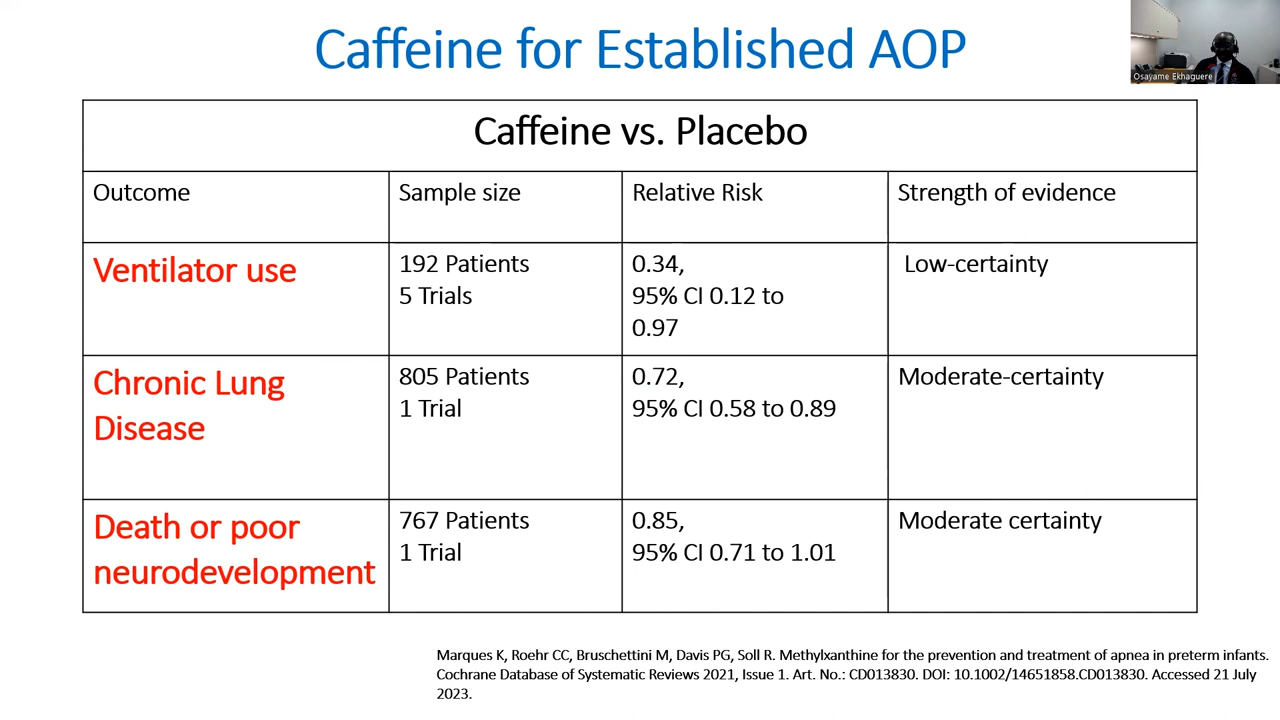 Caffeine for Established AOP
Osayame Ekhaguere
Caffeine vs. Placebo
Outcome
Sample size
Relative Risk
Strength of evidence
Ventilator use
192 Patients
5 Trials
0.34,
95% CI 0.12 to
0.97
Low-certainty
Chronic Lung
Disease
805 Patients
1 Trial
0.72,
95% CI 0.58 to 0.89
Moderate-certainty
Death or poor
neurodevelopment
767 Patients
1 Trial
0.85,
95% CI 0.71 to 1.01
Moderate certainty
Marques K, Roehr CC, Bruschettini M, Davis PG, Soll R. Methylxanthine for the prevention and treatment of apnea in preterm infants.
Cochrane Database of Systematic Reviews 2021, Issue 1. Art. No.: CD013830. DOI: 10.1002/14651858.CD013830. Accessed 21 July
2023.